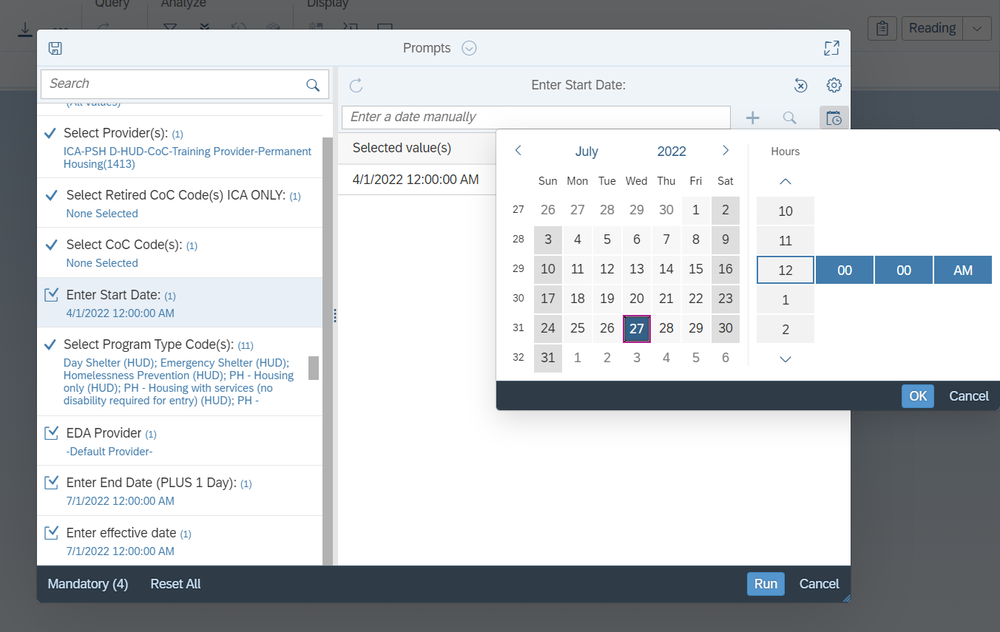 Query Analyze Display
Reading
Prompts
Search
Enter Start Date:
(All values)
Enter a date manually
Select Provider(s): (1)
ICA-PSH D-HUD-CoC-Training Provider-Permanent
Housing(1413)
Select Retired CoC Code(s) ICA ONLY: (1)
None Selected
Select CoC Code(s): (1)
None Selected
Enter Start Date: (1)
4/1/2022 12:00:00 AM
Select Program Type Code(s): (11)
Day Shelter (HUD); Emergency Shelter (HUD);
Homelessness Prevention (HUD); PH - Housing
only (HUD); PH - Housing with services (no
disability required for entry) (HUD); PH -
EDA Provider (1)
-Default Provider-
Enter End Date (PLUS 1 Day): (1)
7/1/2022 12:00:00 AM
Enter effective date (1)
7/1/2022 12:00:00 AM
Selected value(s)
4/1/2022 12:00:00 AM
July 2022
Sun Mon Tue Wed Thu Fri Sat
27 26 27 28 29 30 1 2
28 3 4 5 6 7 8 9
29 10 11 12 13 14 15 16
30 17 18 19 20 21 22 23
31 24 25 26 27 28 29 30
32 31 1 2 3 4 5 6
Hours
10
11
12 00 00 AM
1
2
OK Cancel
Mandatory (4) Reset All Run Cancel